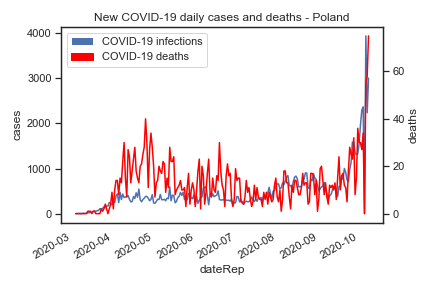 New COVID-19 daily cases and deaths - Poland
COVID-19 infections
COVID-19 deaths
4000
3000
2000
1000
0
cases
60
40
20
0
deaths
2020-03
2020-04
2020-05
2020-06
2020-07
2020-08
2020-09
2020-10
dateRep